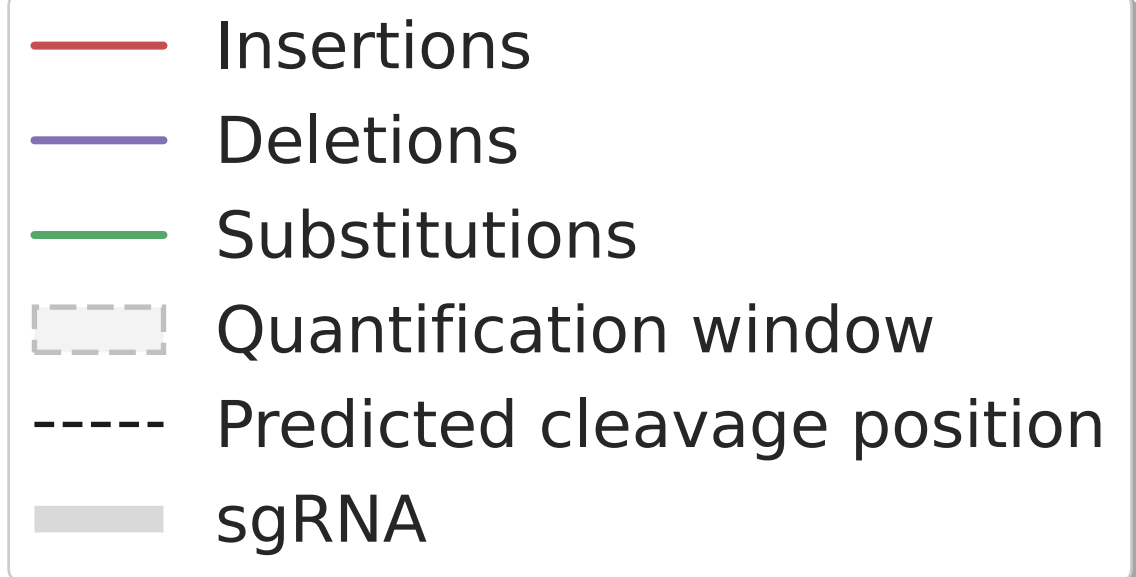 Insertions
Deletions
Substitutions
Quantification window
Predicted cleavage position
sgRNA